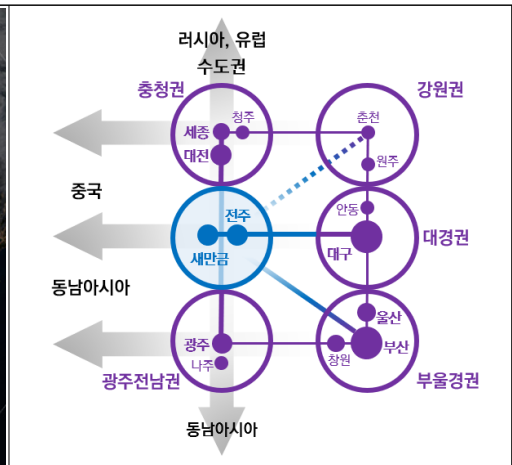 러시아, 유럽
수도권
충청권
강원권
청주
춘천
세종
대전
원주
중국
안동
전주
대경권
대구
새만금
동남아시아
울산
광주
부산
창원
나주
광주전남권
부울경권
동남아시아